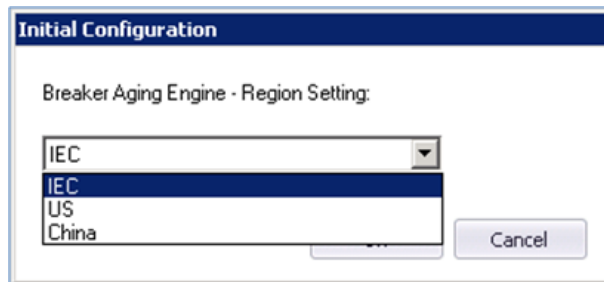 Initial Configuration
Breaker Aging Engine - Region Setting:
IEC
IEC
US
China
Cancel